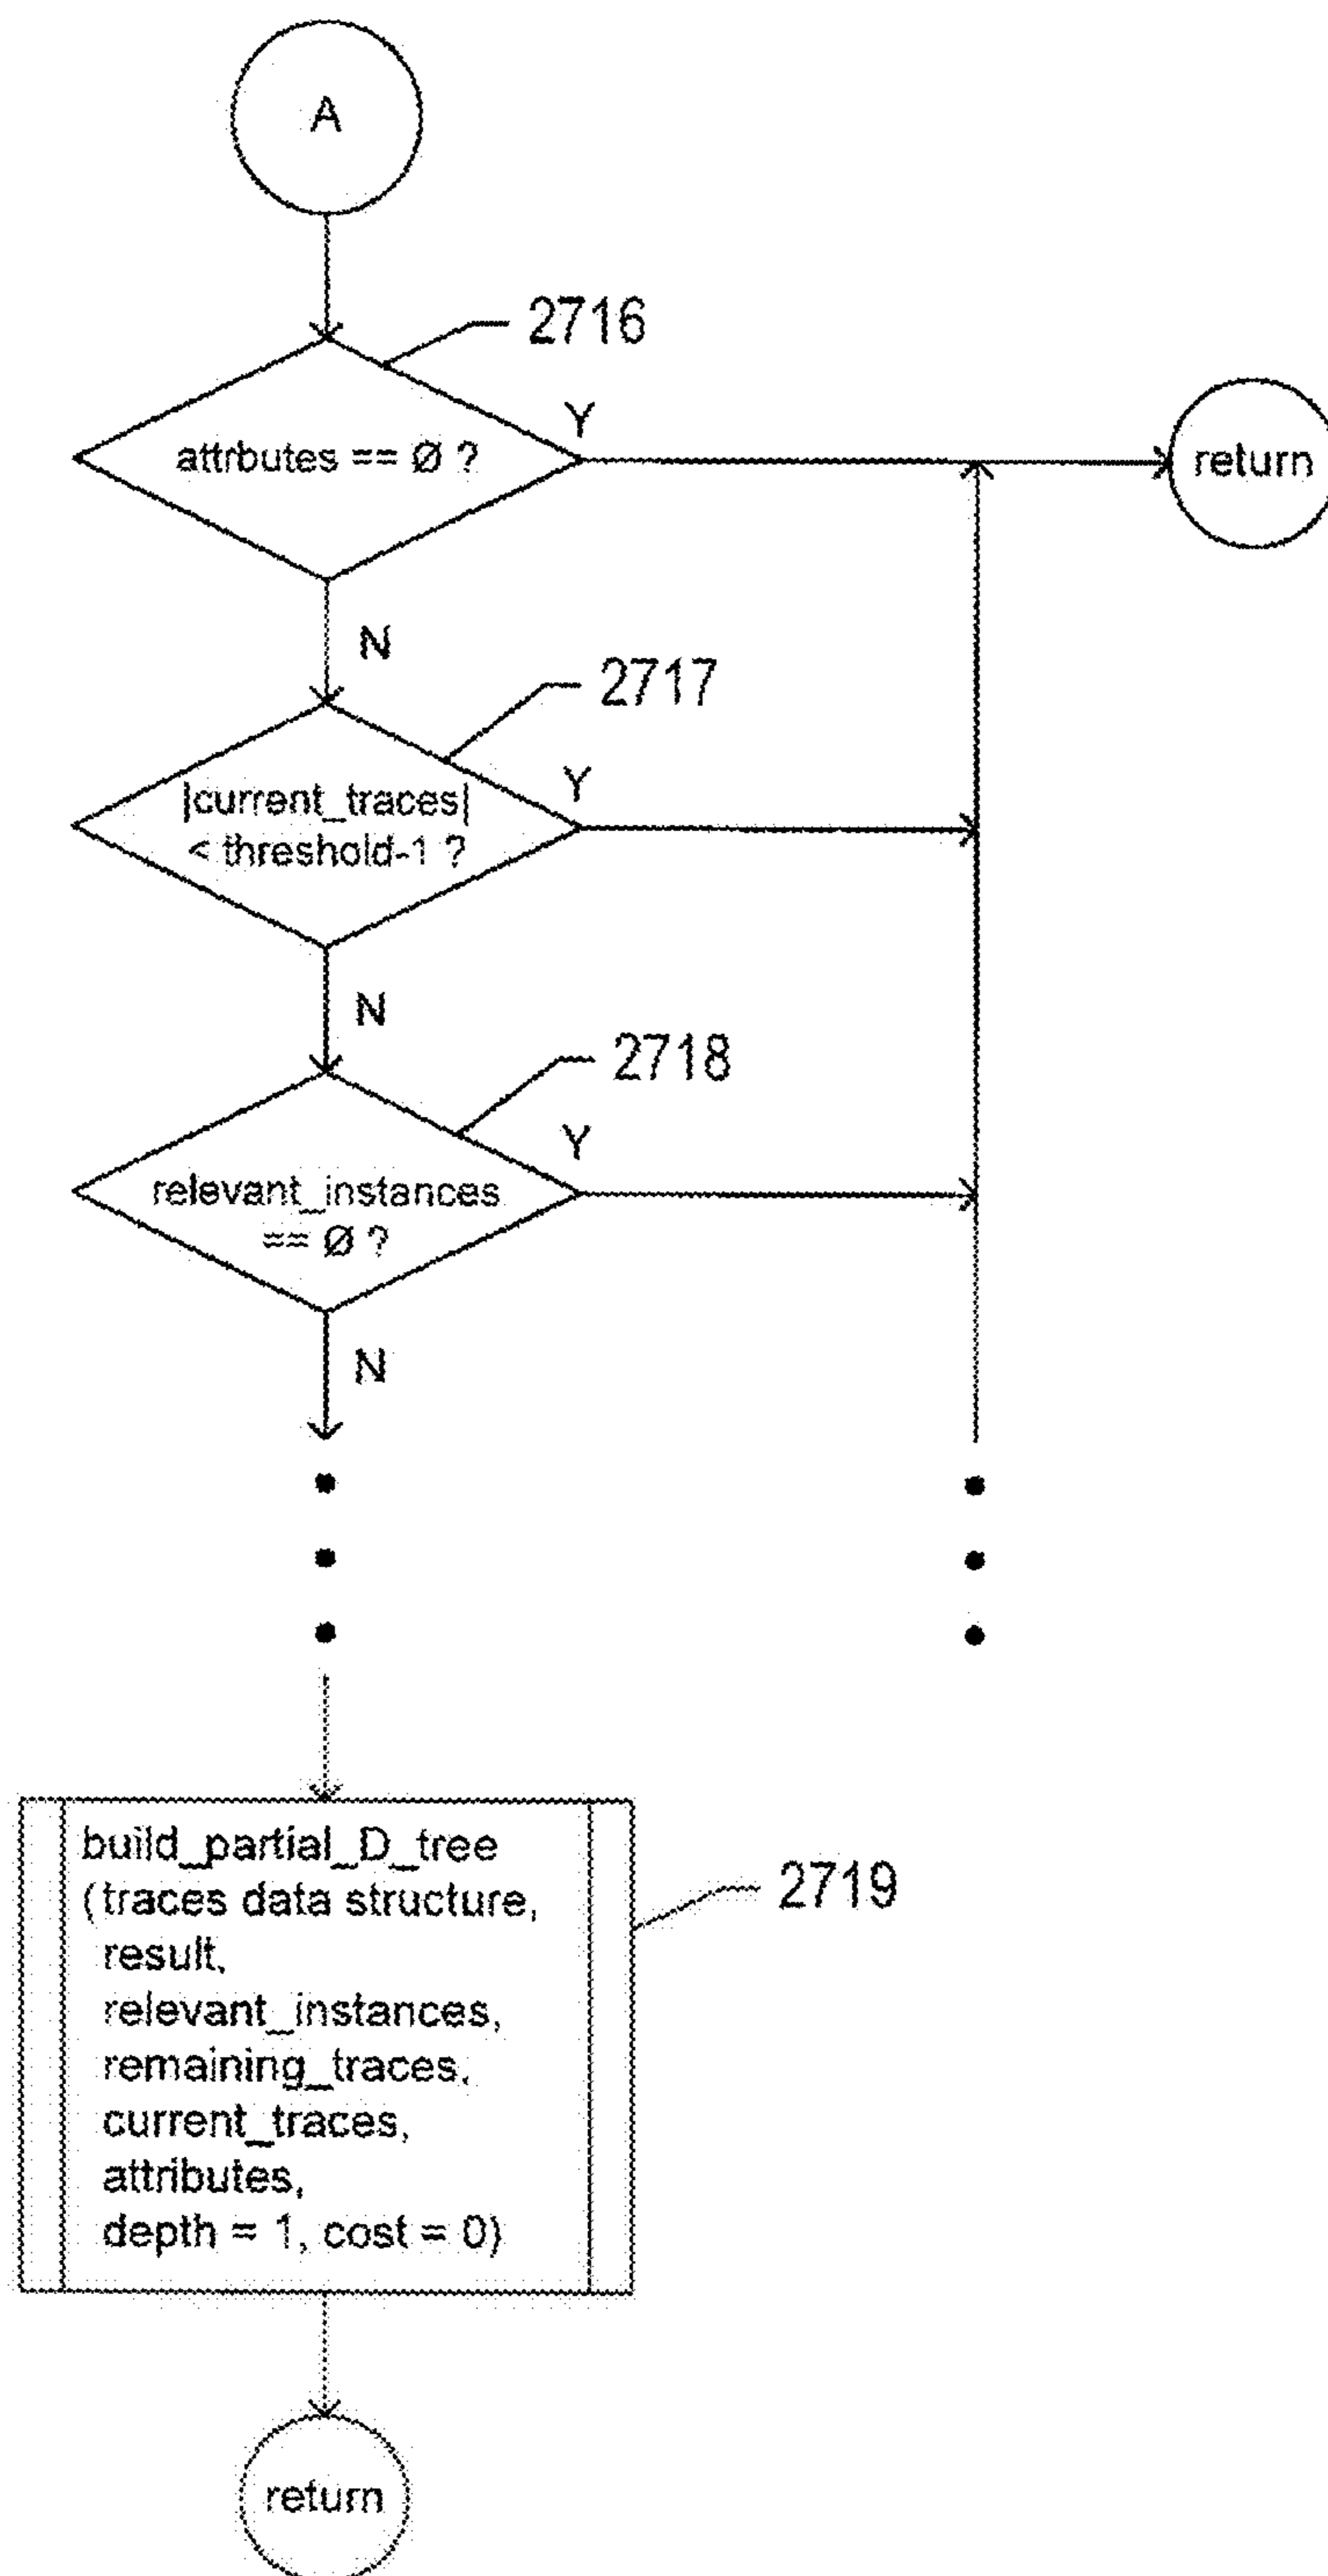 A
2716
Y
attrbutes == Ø ?
return
N
2717
Y
|current_traces|
< threshold-1 ?
N
2718
Y
relevant_instances
== Ø ?
N
build_partial_D_tree
(traces data structure,
result,
relevant_instances,
remaining_traces,
current_traces,
attributes,
depth = 1, cost = 0)
2719
return